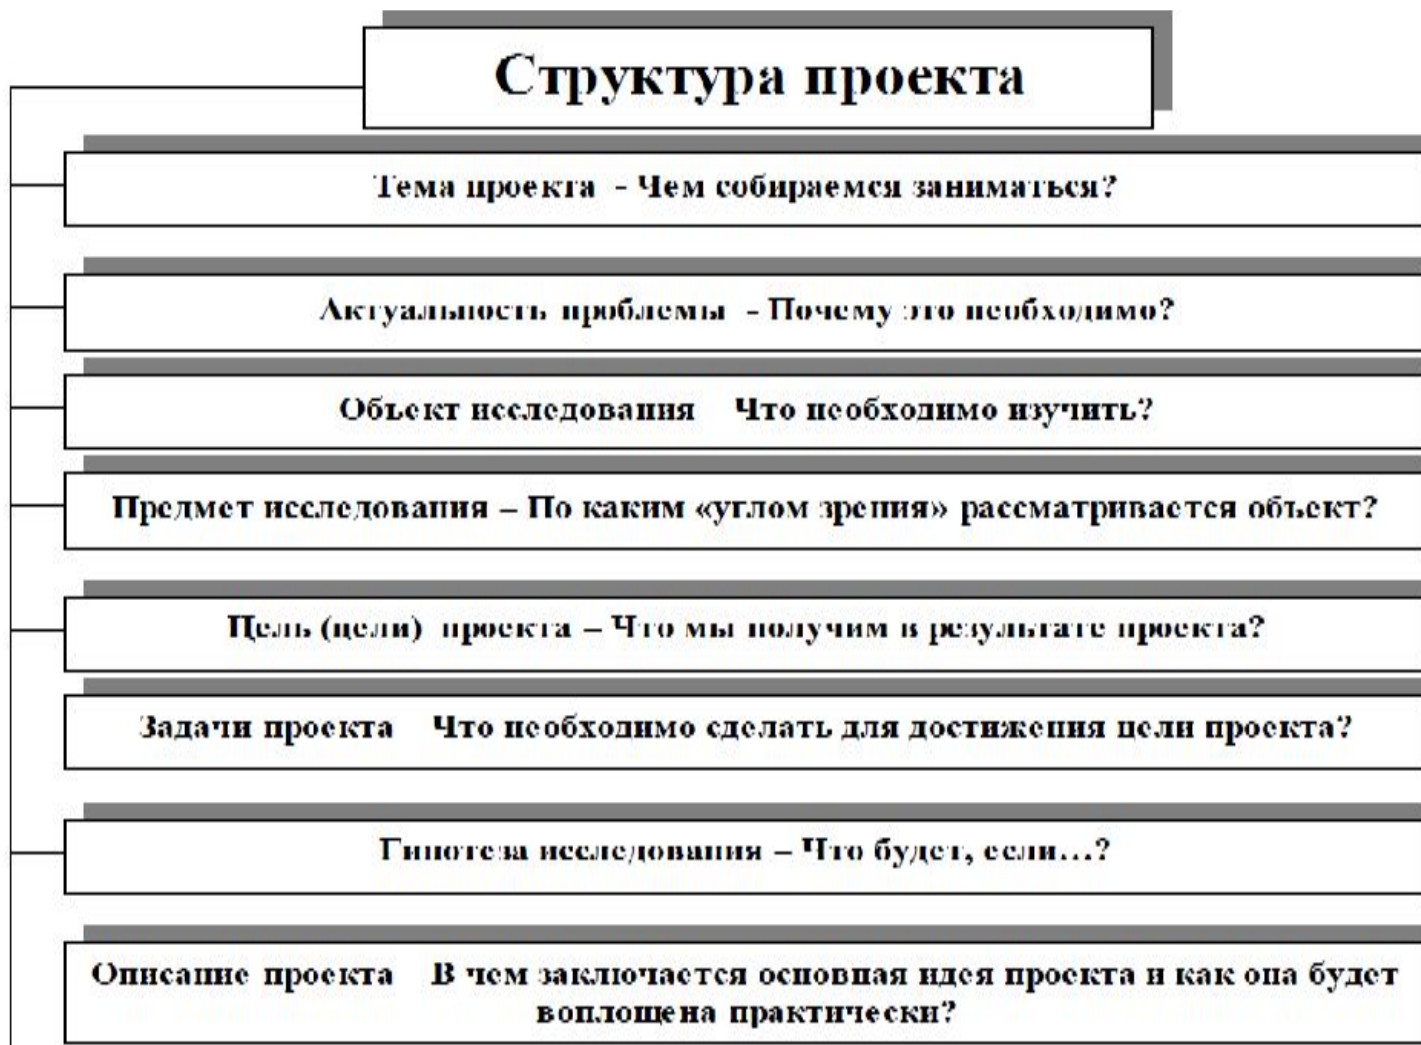 Структура проекта
Тема проекта - Чем собираемся заниматься?
Актуальность проблемы - Почему это необходимо?
Объект исследования Что необходимо изучить?
Предмет исследования – По каким «углом зрения» рассматривается объект?
Цель (цели) проекта – Что мы получим в результате проекта?
Задачи проекта Что необходимо сделать для достижения цели проекта?
Гипотеза исследования – Что будет, если...?
Описание проекта В чем заключается основная идея проекта и как она будет
воплощена практически?